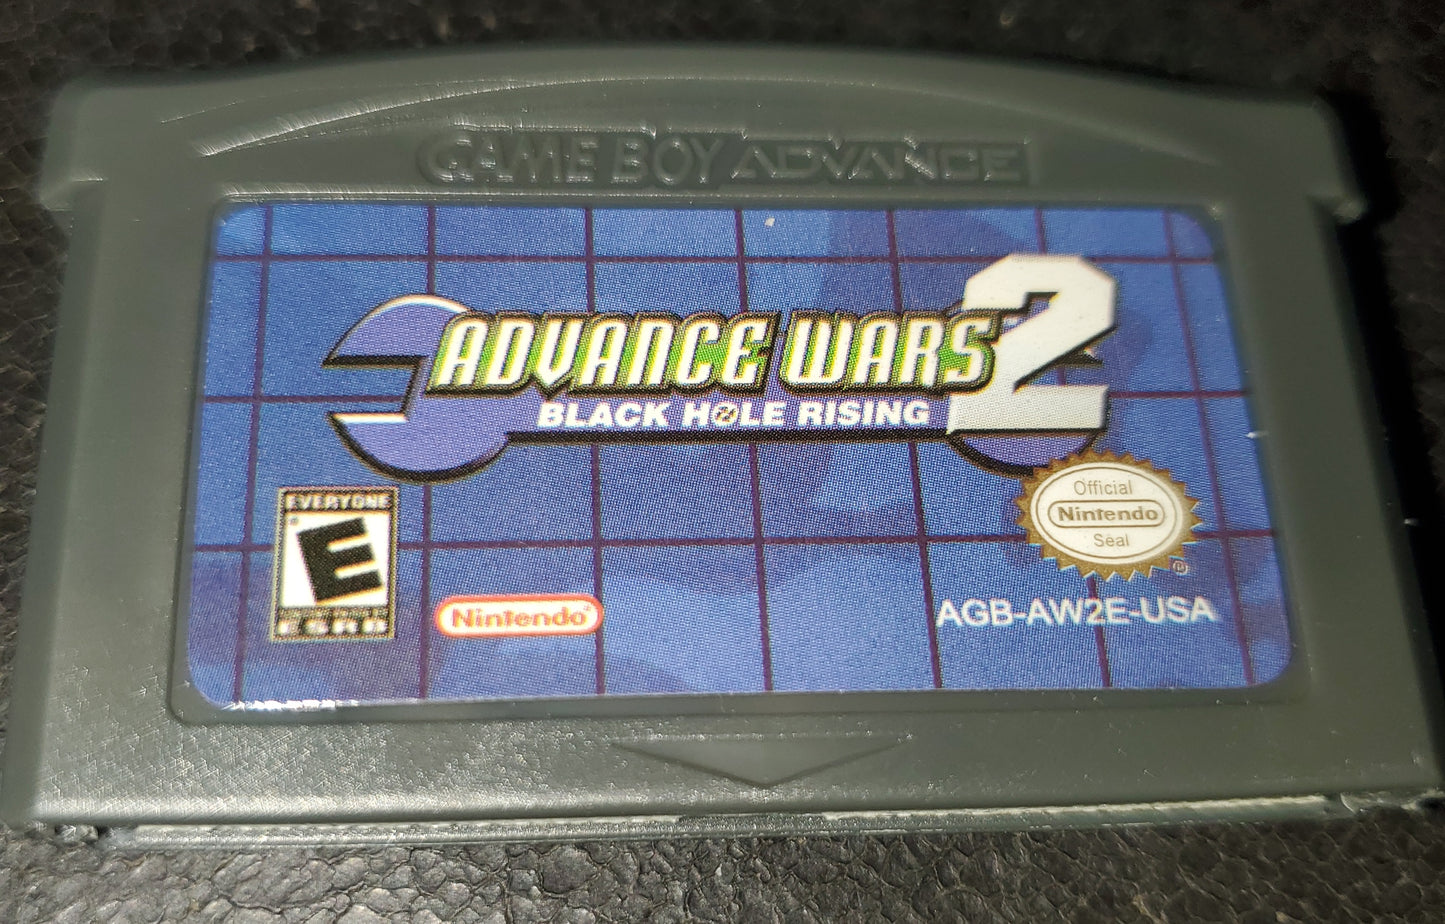 GAME BOY ADVANCE
ADVANCE WARS 2
BLACK HOLE RISING
EVERYONE
E
ESRB
Nintendo®
Official
Nintendo
Seal
AGB-AW2E-USA